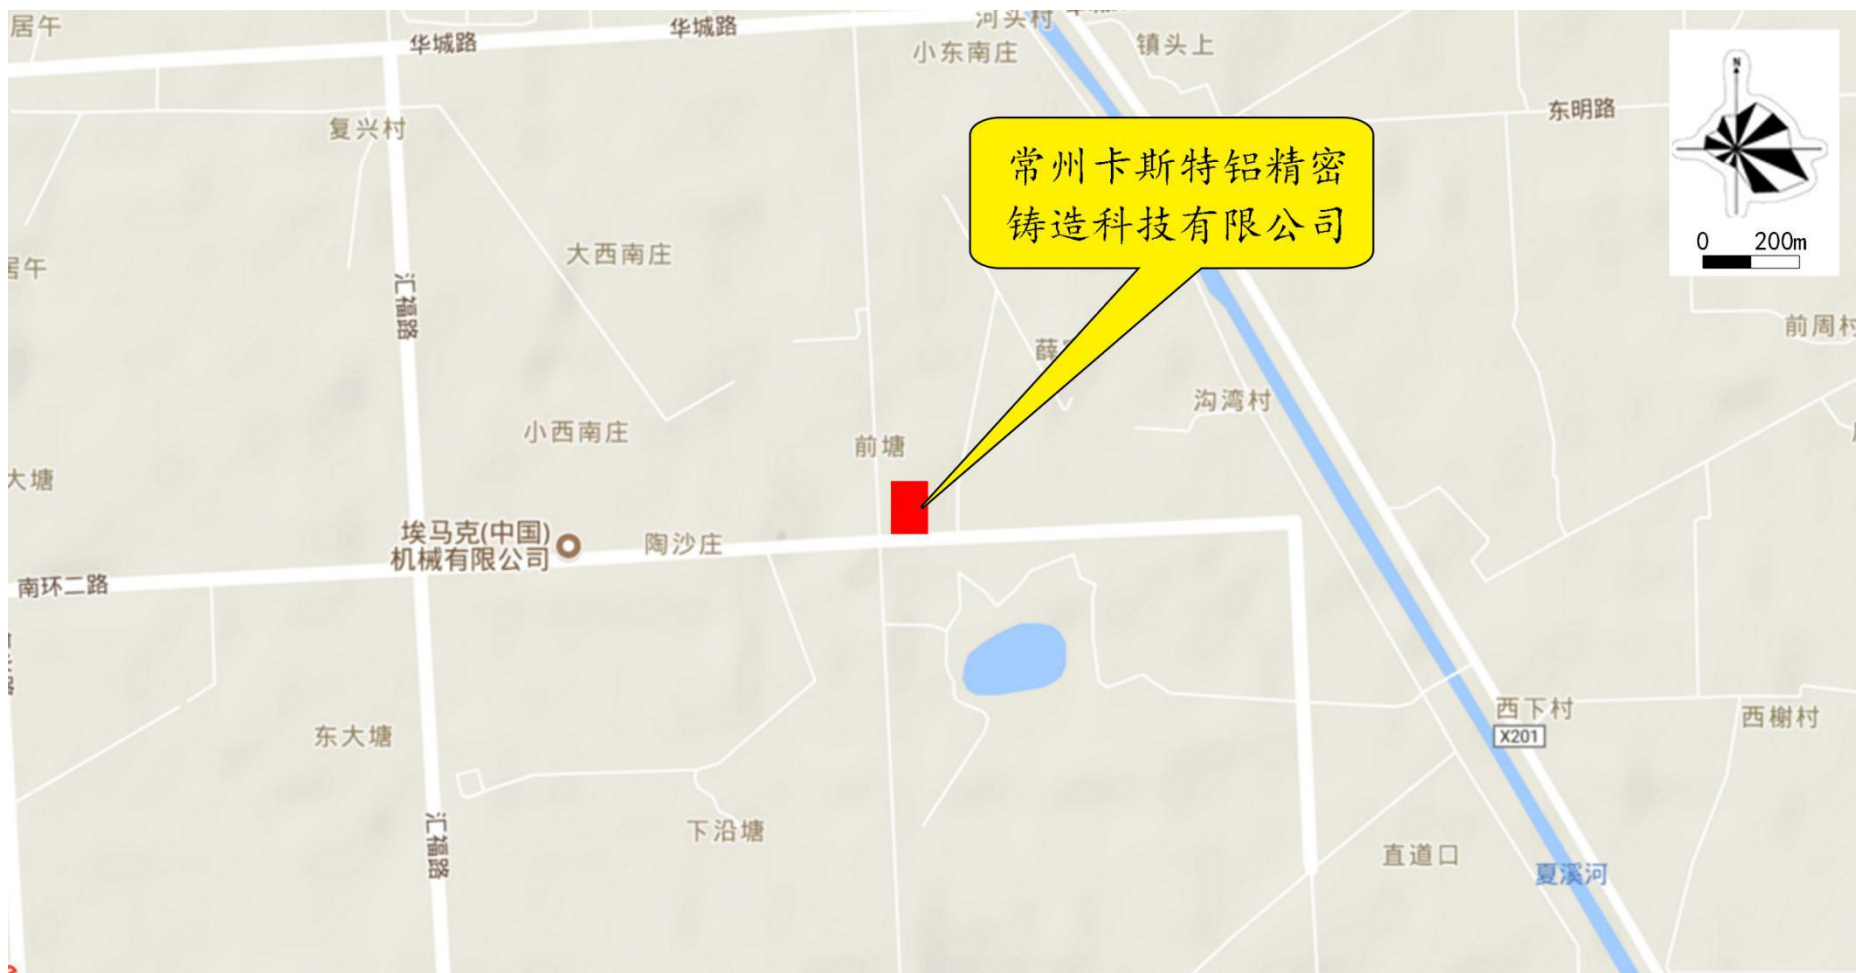 居午
华城路
华城路
河头村
小东南庄
镇头上
东明路
N
复兴村
常州卡斯特铝精密
铸造科技有限公司
0 200m
大西南庄
居午
汇福路
前周村
薛
沟湾村
小西南庄
前塘
大塘
埃马克(中国)
机械有限公司
陶沙庄
南环二路
西下村
X201
西榭村
东大塘
下沿塘
汇福路
直道口
夏溪河